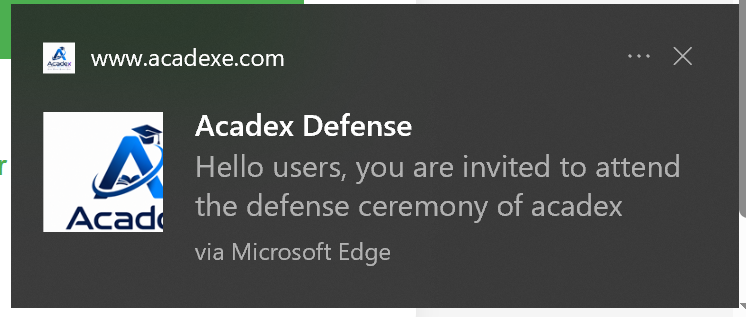 Acadex
www.acadexe.com
Acadex Defense
Hello users, you are invited to attend
the defense ceremony of acadex
via Microsoft Edge